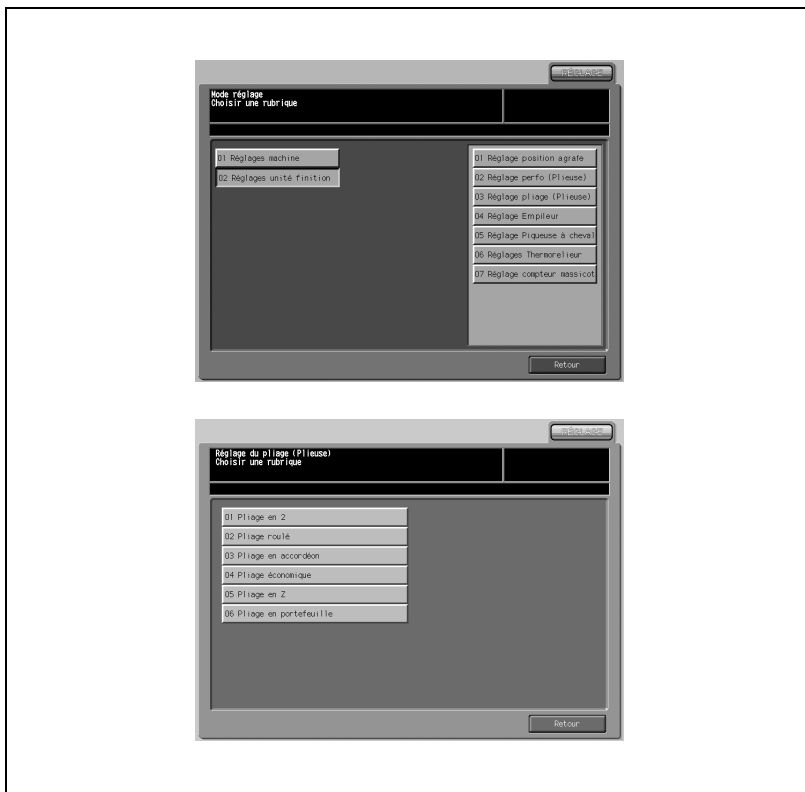 RÉGLAGE
Mode réglage
Choisir une rubrique
01 Réglages machine
02 Réglages unité finition
01 Réglage position agrafe
02 Réglage perfo (Plieuse)
03 Réglage pliage (Plieuse)
04 Réglage Empileur
05 Réglage Piqueuse à cheval
06 Réglages Thermorelieur
07 Réglage compteur massicot
Retour
RÉGLAGE
Réglage du pliage (Plieuse)
Choisir une rubrique
01 Pliage en 2
02 Pliage roulé
03 Pliage en accordéon
04 Pliage économique
05 Pliage en Z
06 Pliage en portefeuille
Retour